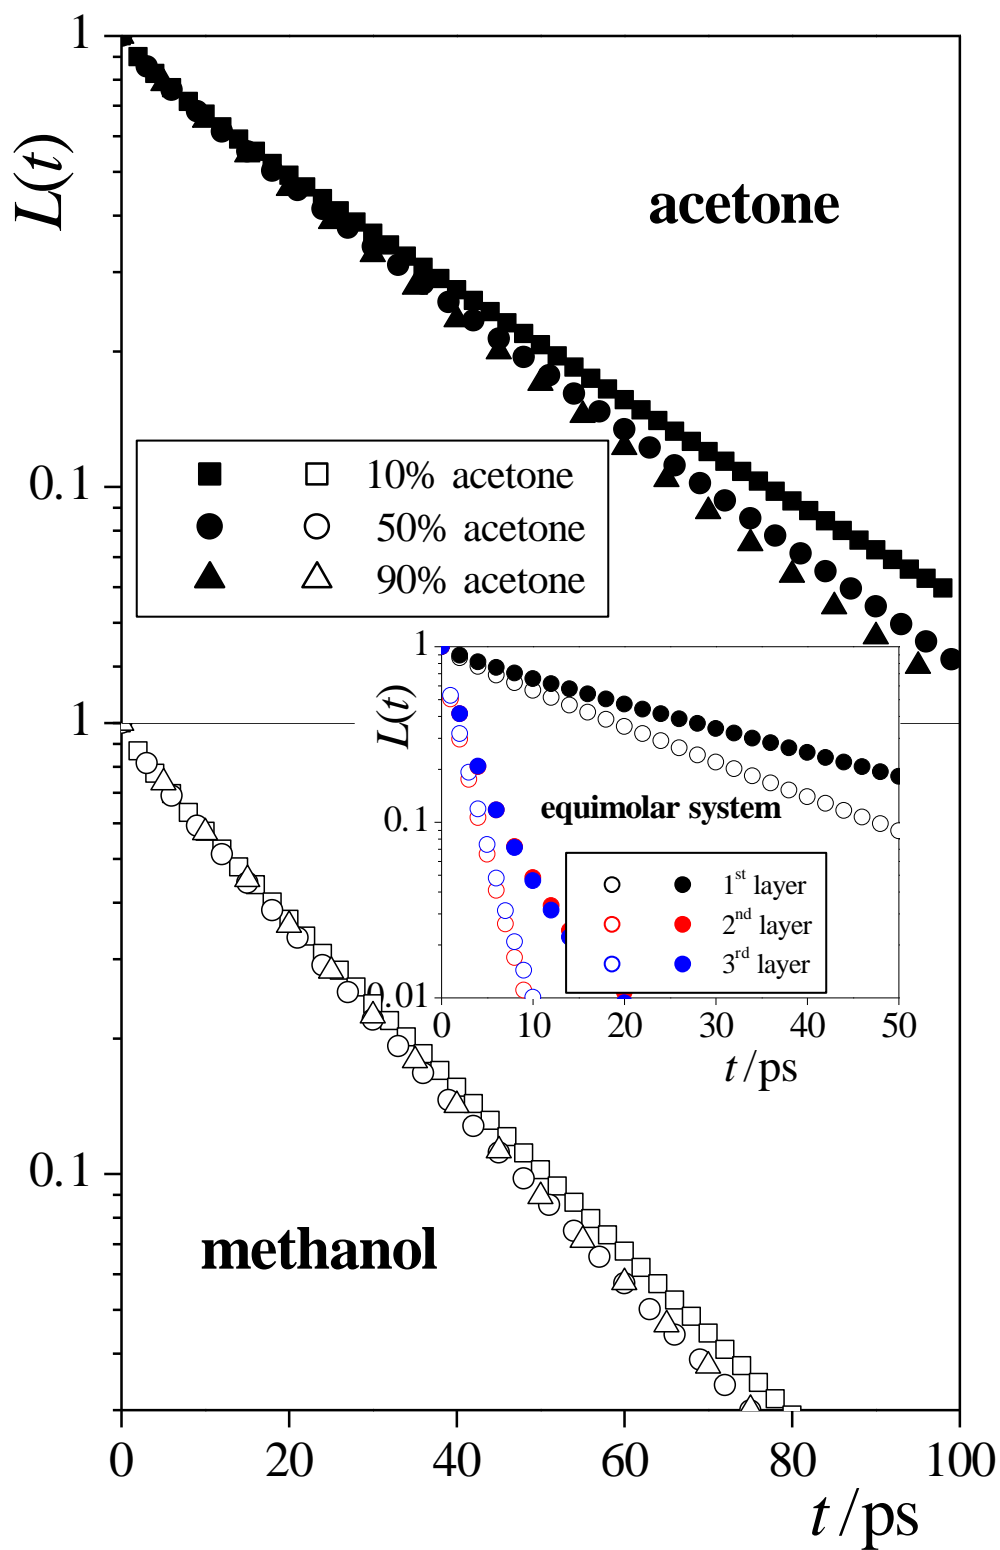 1
L(t)
acetone
0.1
10% acetone
50% acetone
90% acetone
1
L(t)
1
0.1
equimolar system
1st layer
2nd layer
3rd layer
0.01
0 10 20 30 40 50
t/ps
0.1
methanol
0 20 40 60 80 100
t/ps